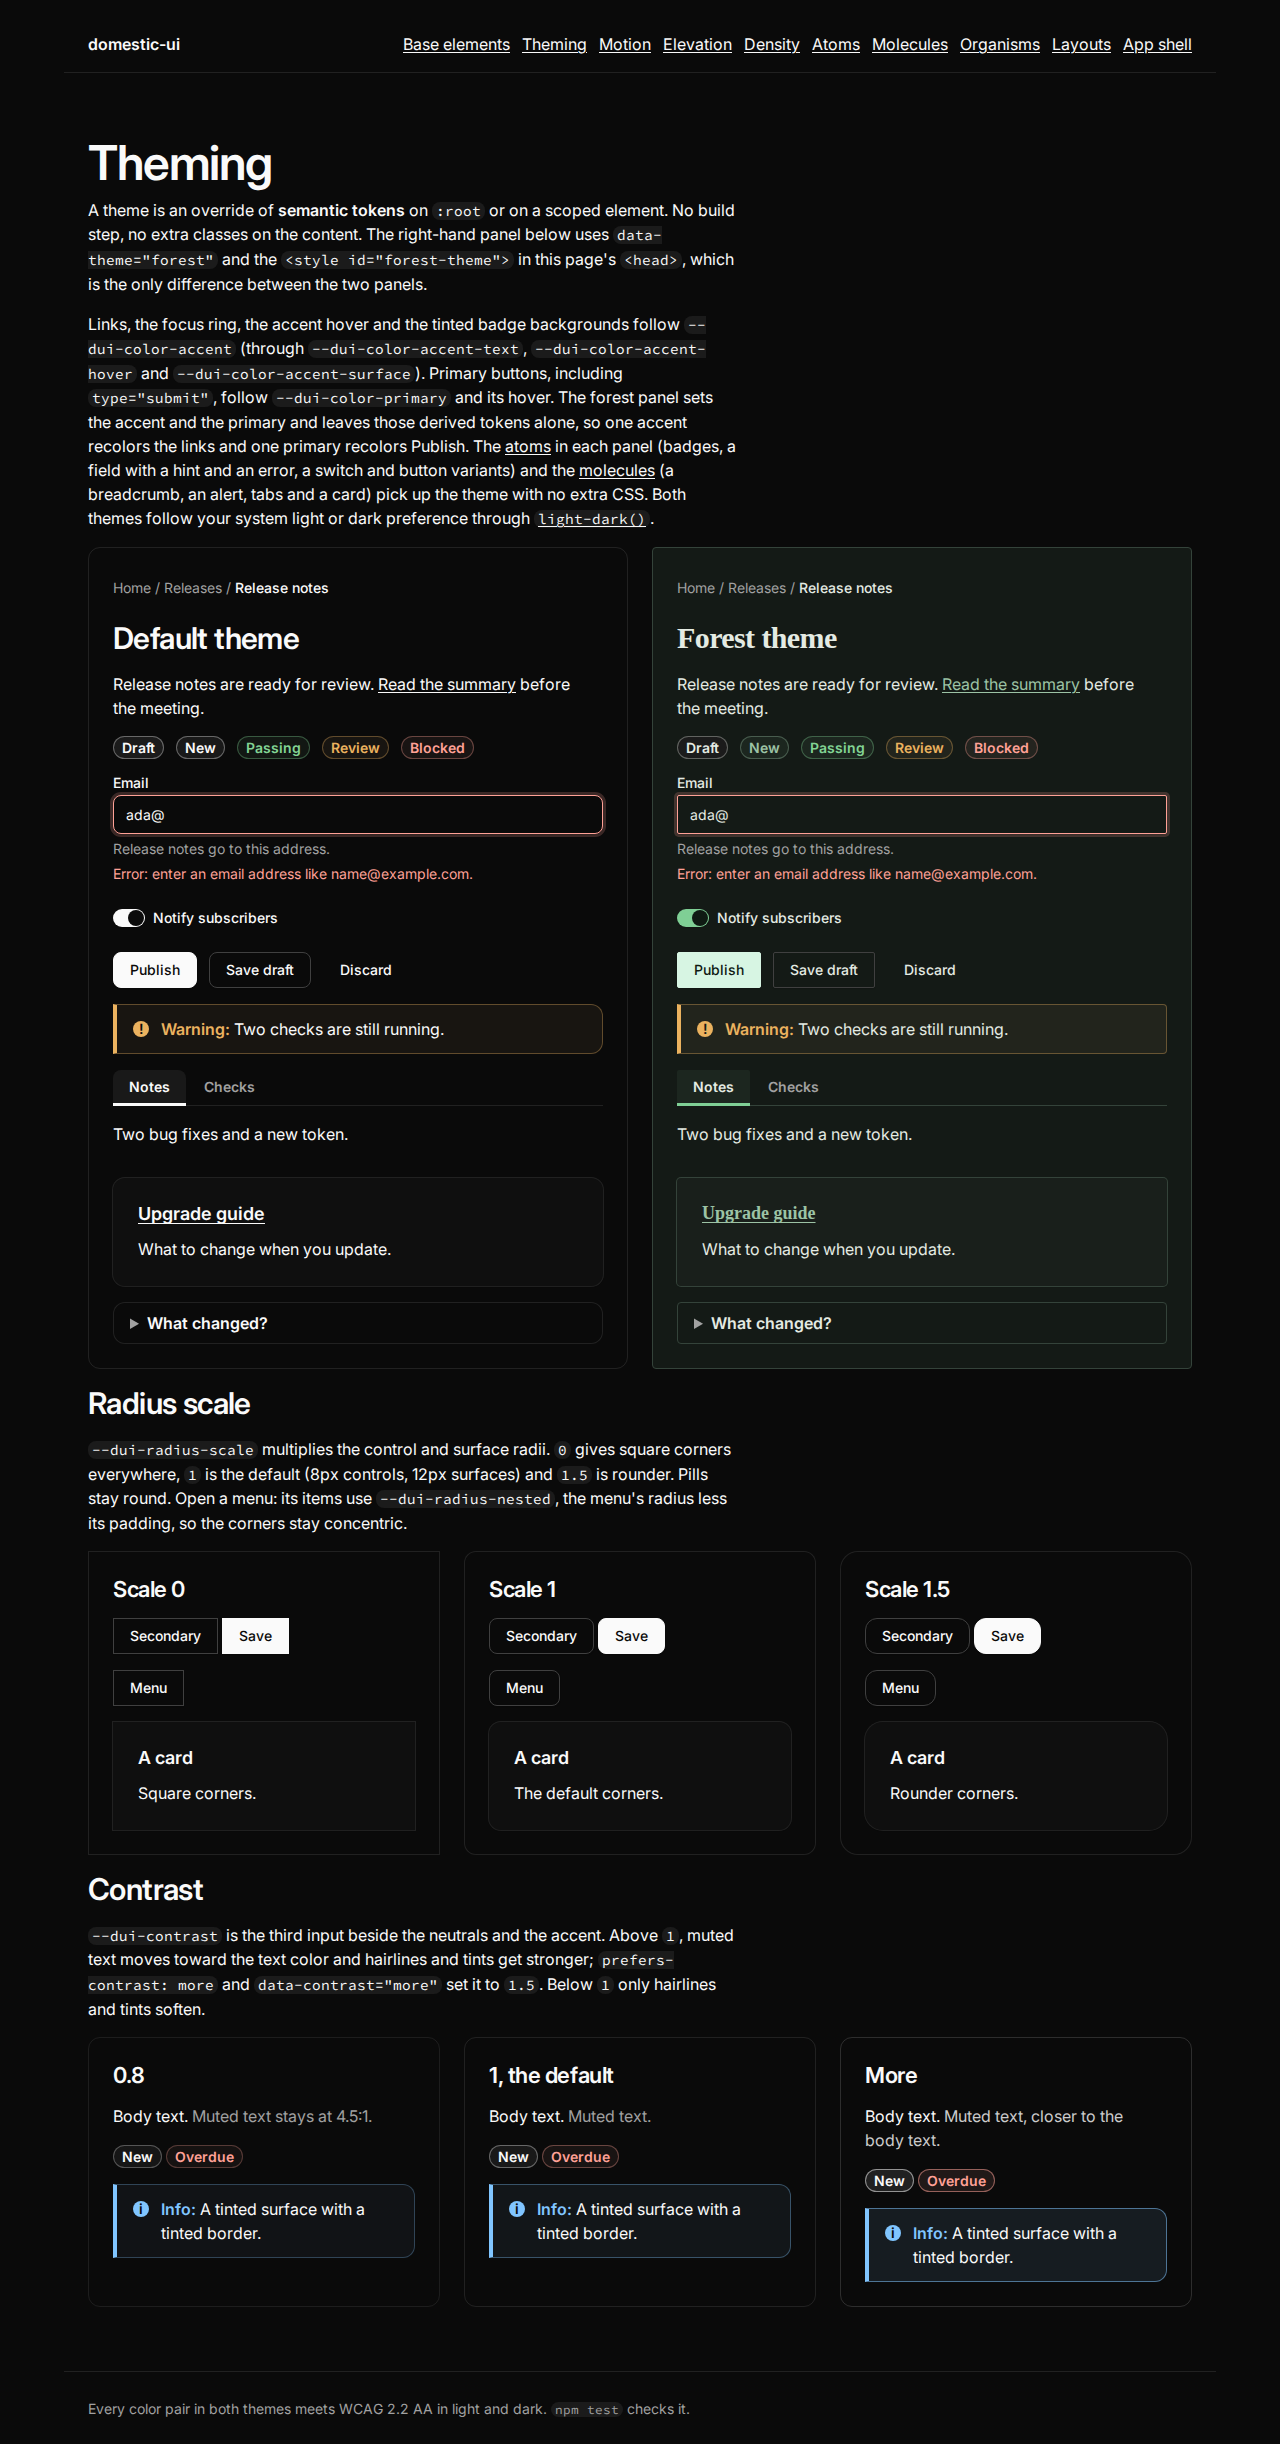 domestic-ui
Base elements Theming Motion Elevation Density Atoms Molecules Organisms Layouts App shell
Theming
A theme is an override of semantic tokens on :root or on a scoped element. No build
step, no extra classes on the content. The right-hand panel below uses data-
theme="forest" and the <style id="forest-theme"> in this page's <head>, which
is the only difference between the two panels.
Links, the focus ring, the accent hover and the tinted badge backgrounds follow --
dui-color-accent (through --dui-color-accent-text, --dui-color-accent-
hover and --dui-color-accent-surface). Primary buttons, including
type="submit", follow --dui-color-primary and its hover. The forest panel sets
the accent and the primary and leaves those derived tokens alone, so one accent
recolors the links and one primary recolors Publish. The atoms in each panel (badges, a
field with a hint and an error, a switch and button variants) and the molecules (a
breadcrumb, an alert, tabs and a card) pick up the theme with no extra CSS. Both
themes follow your system light or dark preference through light-dark().
Home / Releases / Release notes
Default theme
Release notes are ready for review. Read the summary before
the meeting.
Draft New Passing Review Blocked
Email
ada@
Release notes go to this address.
Error: enter an email address like name@example.com.
Notify subscribers
Publish Save draft Discard
Warning: Two checks are still running.
Notes Checks
Two bug fixes and a new token.
Upgrade guide
What to change when you update.
What changed?
Home / Releases / Release notes
Forest theme
Release notes are ready for review. Read the summary before
the meeting.
Draft New Passing Review Blocked
Email
ada@
Release notes go to this address.
Error: enter an email address like name@example.com.
Notify subscribers
Publish Save draft Discard
Warning: Two checks are still running.
Notes Checks
Two bug fixes and a new token.
Upgrade guide
What to change when you update.
What changed?
Radius scale
--dui-radius-scale multiplies the control and surface radii. 0 gives square corners
everywhere, 1 is the default (8px controls, 12px surfaces) and 1.5 is rounder. Pills
stay round. Open a menu: its items use --dui-radius-nested, the menu's radius less
its padding, so the corners stay concentric.
Scale 0
Secondary Save
Menu
A card
Square corners.
Scale 1
Secondary Save
Menu
A card
The default corners.
Scale 1.5
Secondary Save
Menu
A card
Rounder corners.
Contrast
--dui-contrast is the third input beside the neutrals and the accent. Above 1, muted
text moves toward the text color and hairlines and tints get stronger; prefers-
contrast: more and data-contrast="more" set it to 1.5. Below 1 only hairlines
and tints soften.
0.8
Body text. Muted text stays at 4.5:1.
New Overdue
Info: A tinted surface with a
tinted border.
1, the default
Body text. Muted text.
New Overdue
Info: A tinted surface with a
tinted border.
More
Body text. Muted text, closer to the
body text.
New Overdue
Info: A tinted surface with a
tinted border.
Every color pair in both themes meets WCAG 2.2 AA in light and dark. npm test checks it.